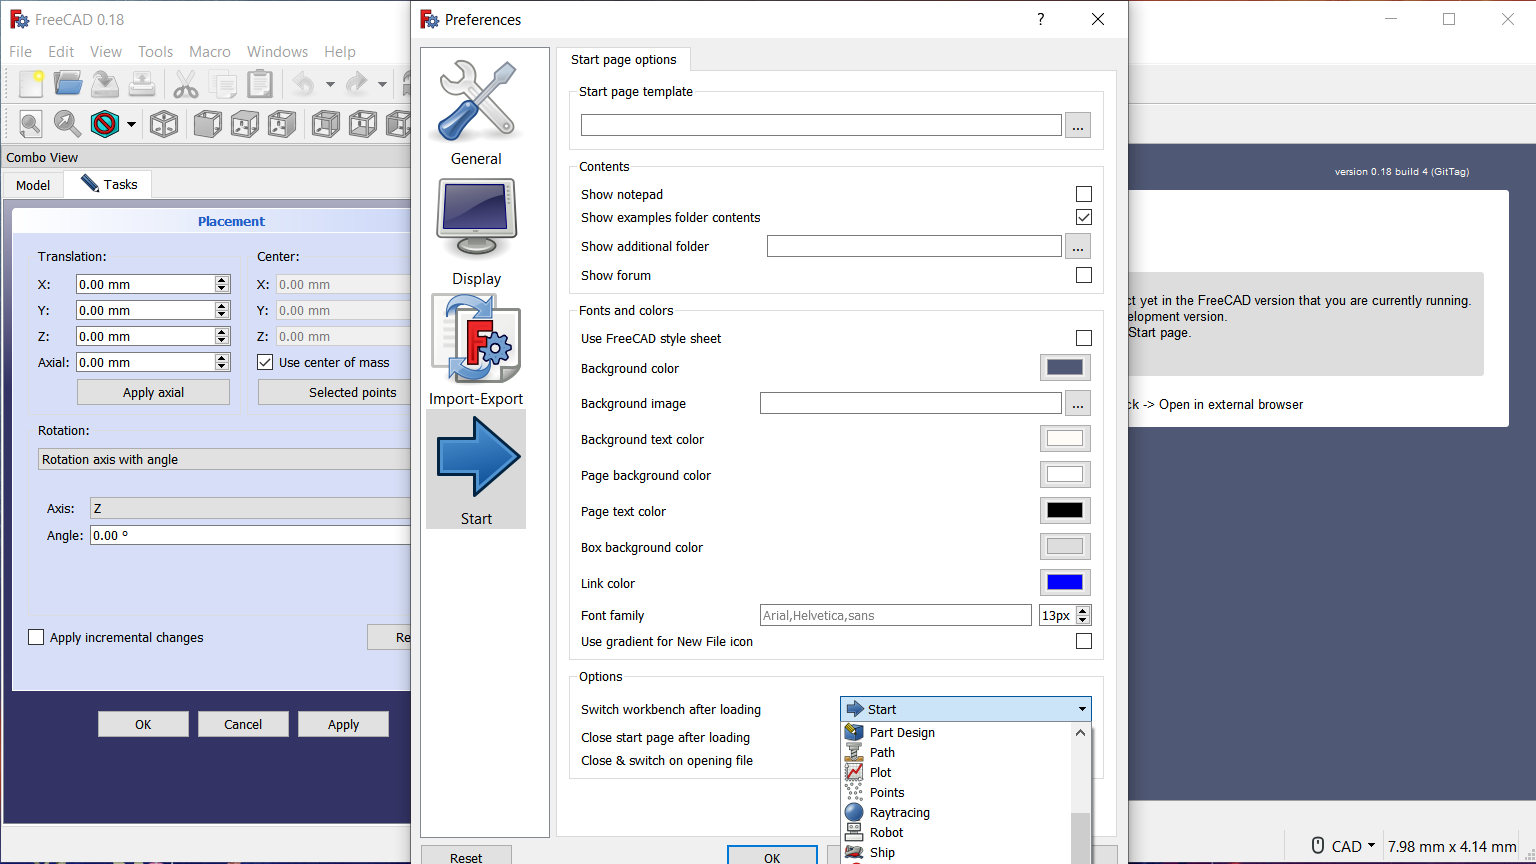 FreeCAD 0.18
File Edit View Tools Macro Windows Help
Combo View
Model
Tasks
Placement
Translation:
X: 0.00 mm
Y: 0.00 mm
Z: 0.00 mm
Axial: 0.00 mm
Apply axial
Center:
X: 0.00 mm
Y: 0.00 mm
Z: 0.00 mm
Use center of mass
Selected points
Rotation:
Rotation axis with angle
Axis: Z
Angle: 0.00 °
Apply incremental changes
Re
OK Cancel Apply
Preferences
?
General
Display
Import-Export
Start
Start page options
Start page template
...
Contents
Show notepad
Show examples folder contents
Show additional folder ...
Show forum
Fonts and colors
Use FreeCAD style sheet
Background color
Background image ...
Background text color
Page background color
Page text color
Box background color
Link color
Font family Arial,Helvetica,sans 13px
Use gradient for New File icon
Options
Switch workbench after loading Start
Close start page after loading
Close & switch on opening file
Part Design
Path
Plot
Points
Raytracing
Robot
Ship
Reset OK
version 0.18 build 4 (GitTag)
ct yet in the FreeCAD version that you are currently running.
elopment version.
Start page.
ck -> Open in external browser
CAD 7.98 mm x 4.14 mm